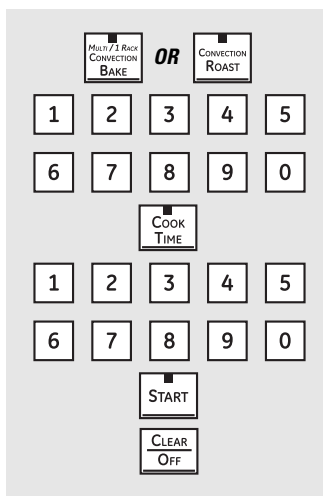 MULTI / 1 RACK CONVECTION BAKE OR CONVECTION ROAST
1 2 3 4 5
6 7 8 9 0
COOK TIME
1 2 3 4 5
6 7 8 9 0
START
CLEAR
OFF